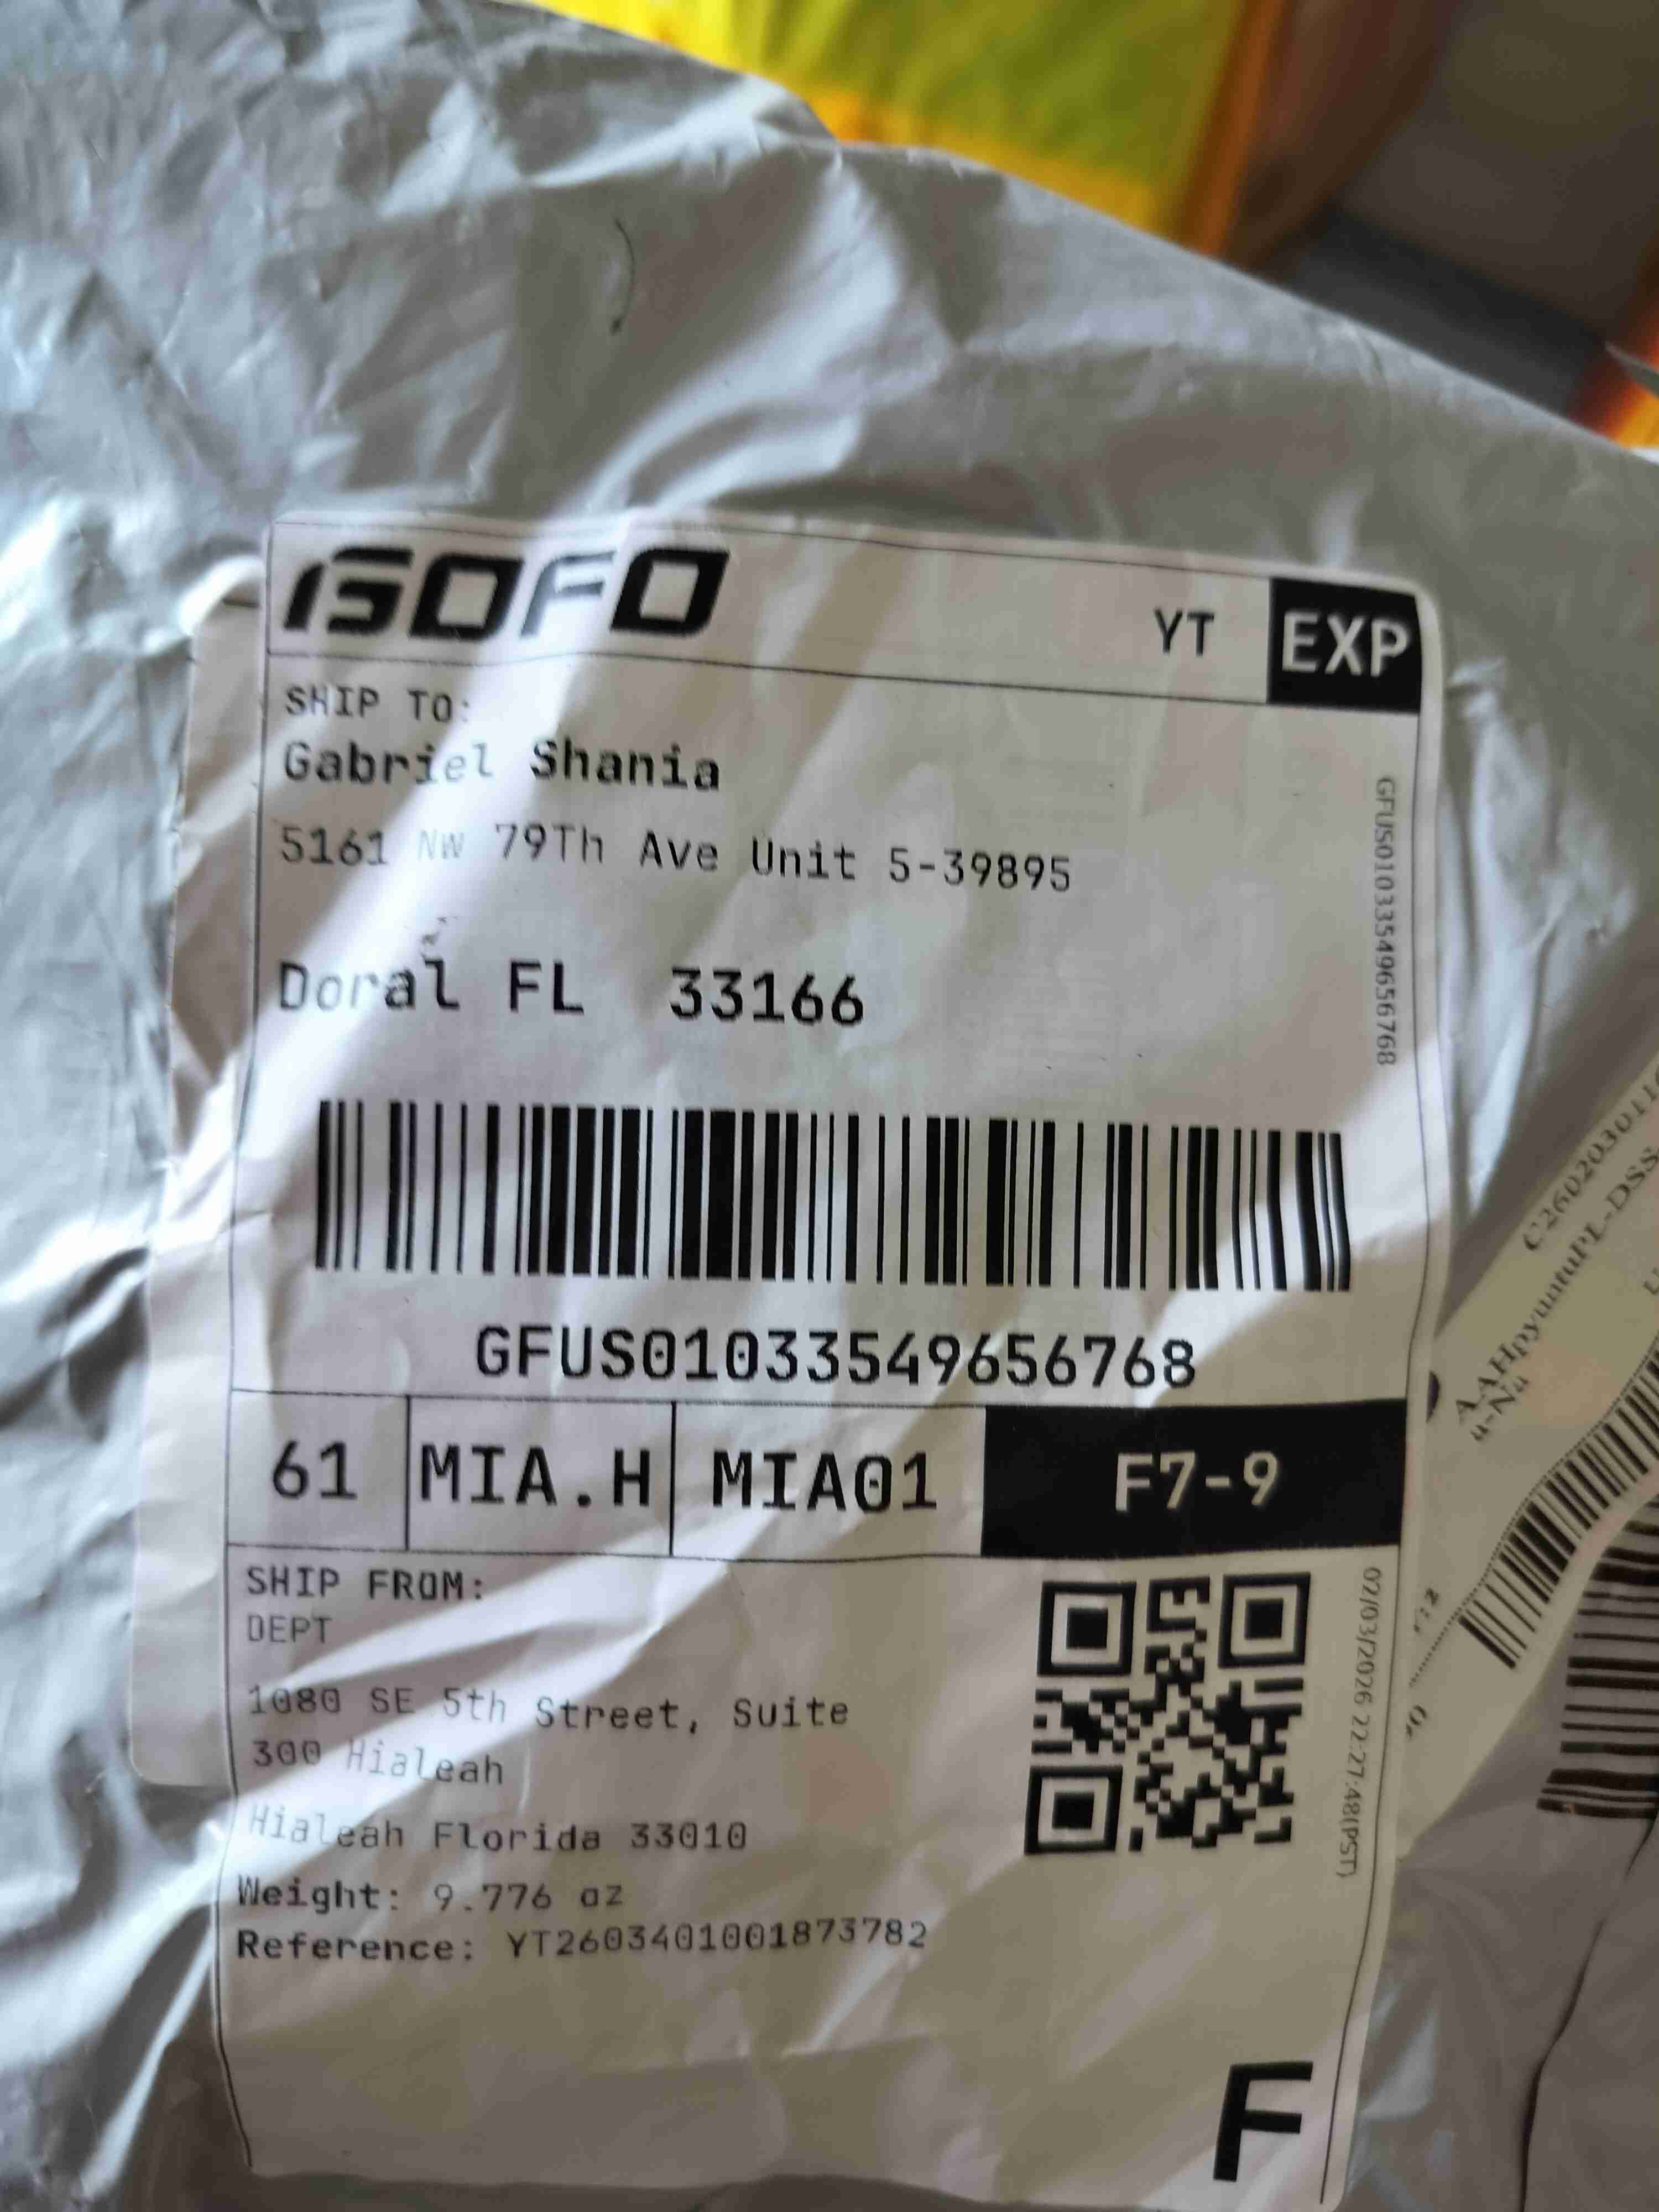 GOFO
YT
EXP
SHIP TO:
Gabriel Shania
5161 Nw 79Th Ave Unit 5-39895
Doral FL 33166
GFUS01033549656768
GFUS01033549656768
61
MIA.H
MIA01
F7-9
SHIP FROM:
DEPT
1080 SE 5th Street, Suite
300 Hialeah
Hialeah Florida 33010
Weight: 9.776 oz
Reference: YT2603401001873782
02/03/2026 22:27:48(PST)
F